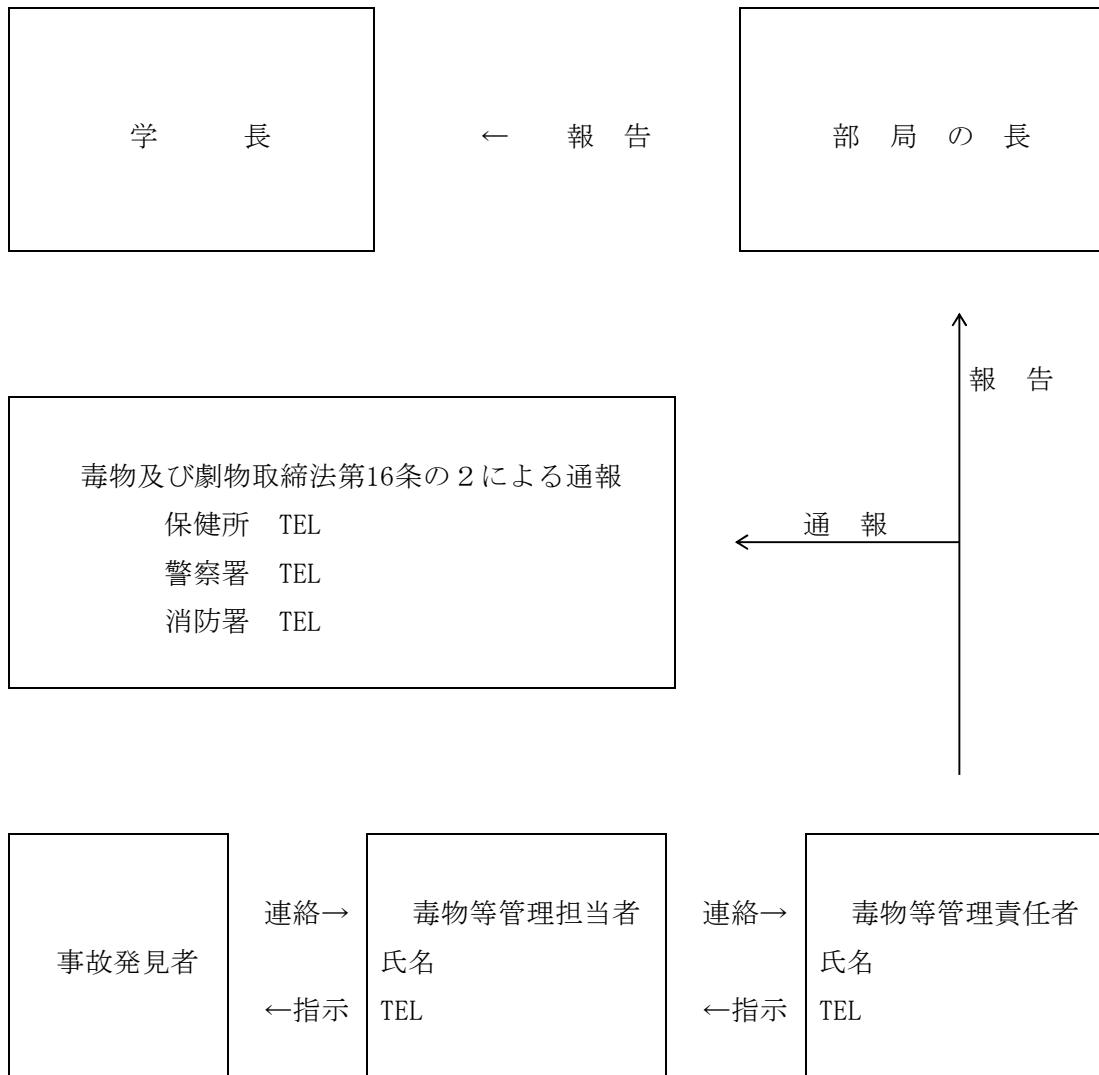 学　　　長　　　←　報　告　　　部　局　の　長
報　告
毒物及び劇物取締法第16条の２による通報
保健所　TEL
通　報
警察署　TEL
消防署　TEL
連絡→　毒物等管理担当者　連絡→　毒物等管理責任者
事故発見者　氏名　氏名
←指示　TEL　←指示　TEL